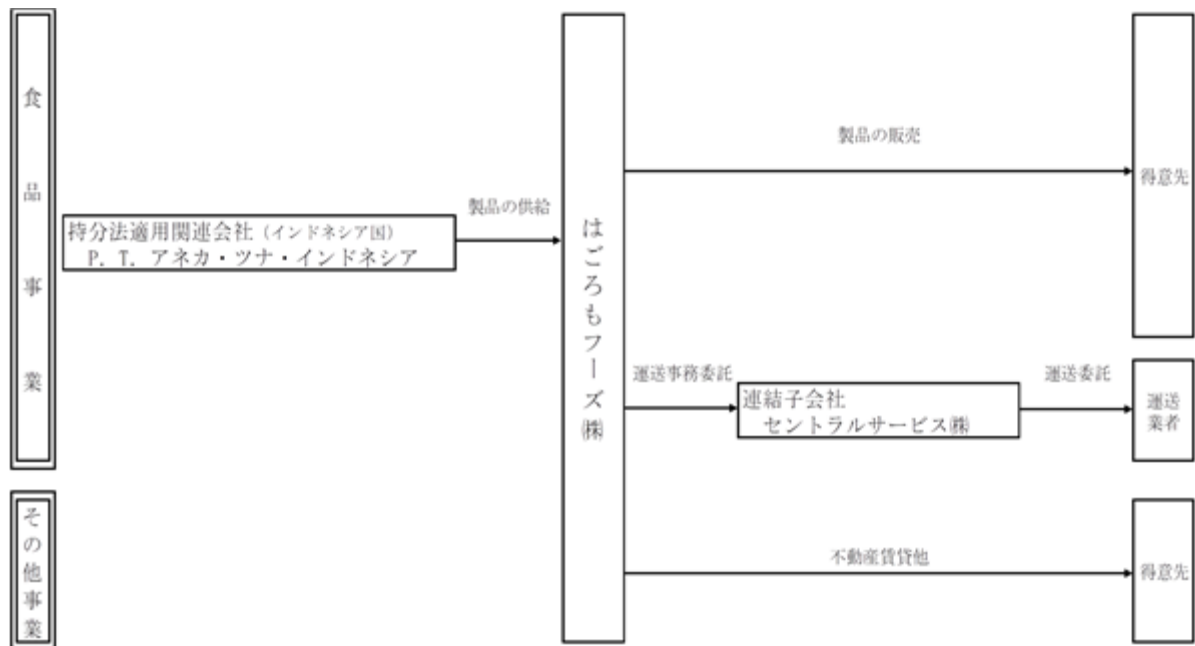 食品事業
持分法適用関連会社(インドネシア国)
P. T. アネカ・ツナ・インドネシア
製品の供給
はごろもフーズ㈱
製品の販売
得意先
運送事務委託
連結子会社
セントラルサービス㈱
運送委託
運送
業者
その他事業
不動産賃貸他
得意先